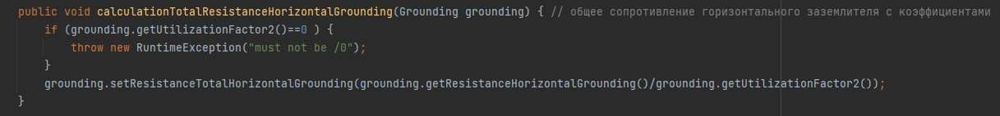 public void calculationTotalResistanceHorizontalGrounding(Grounding grounding) { // общее сопротивление горизонтального заземлителя с коэффициентами
if (grounding.getUtilizationFactor2()==0 ) {
throw new RuntimeException("must not be /0");
}
grounding.setResistanceTotalHorizontalGrounding(grounding.getResistanceHorizontalGrounding()/grounding.getUtilizationFactor2());
}